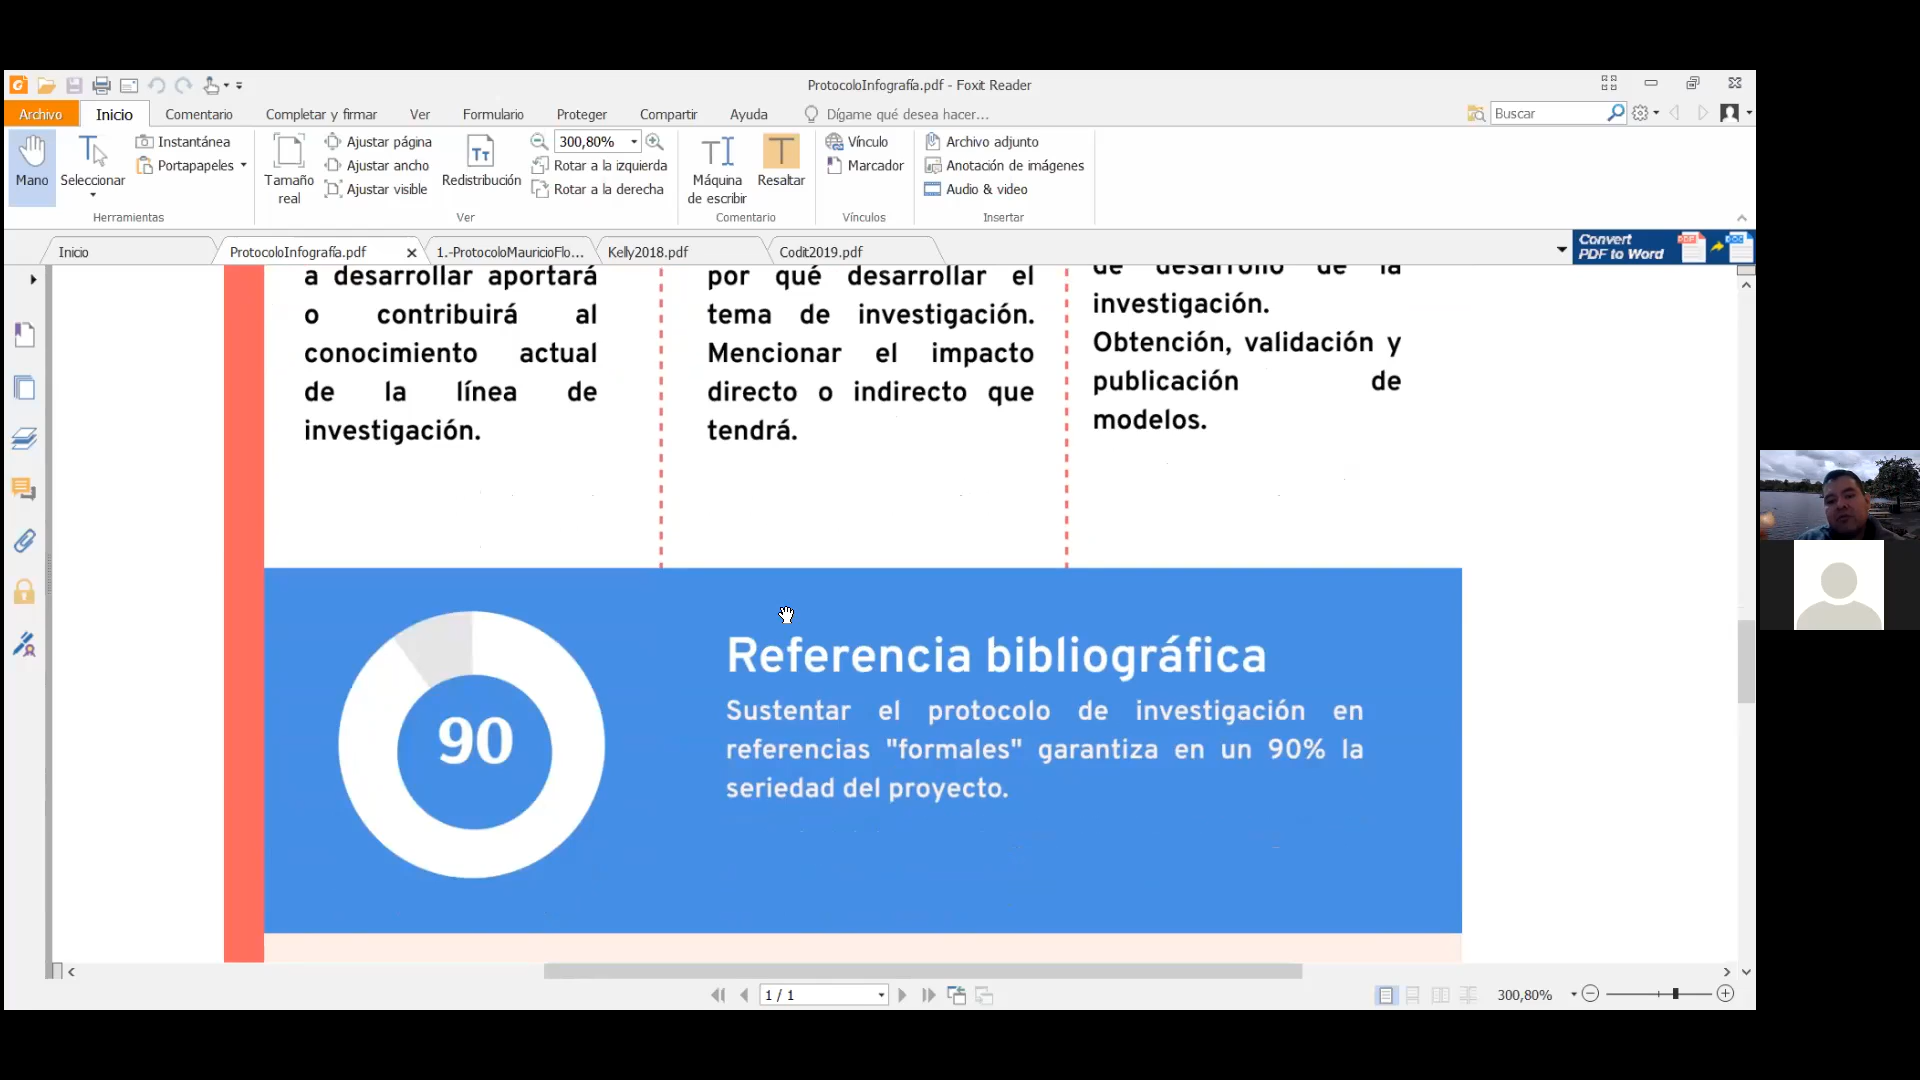 ProtocoloInfografía.pdf - Foxit Reader
Archivo Inicio Comentario Completar y firmar Ver Formulario Proteger Compartir Ayuda Dígame qué desea hacer... Buscar
Mano
Seleccionar
Instantánea
Portapapeles
Herramientas
Tamaño
real
Ajustar página
Ajustar ancho
Ajustar visible
Redistribución
300,80%
Rotar a la izquierda
Rotar a la derecha
Ver
Máquina
de escribir
Resaltar
Comentario
Vínculo
Marcador
Vínculos
Archivo adjunto
Anotación de imágenes
Audio & video
Insertar
Inicio ProtocoloInfografía.pdf 1.-ProtocoloMauricioFlo... Kelly2018.pdf Codit2019.pdf
Convert
PDF to Word
a desarrollar aportará
o contribuirá al
conocimiento actual
de la línea de
investigación.
por qué desarrollar el
tema de investigación.
Mencionar el impacto
directo o indirecto que
tendrá.
de desarrollo de la
investigación.
Obtención, validación y
publicación de
modelos.
90
Referencia bibliográfica
Sustentar el protocolo de investigación en
referencias "formales" garantiza en un 90% la
seriedad del proyecto.
1 / 1
300,80%